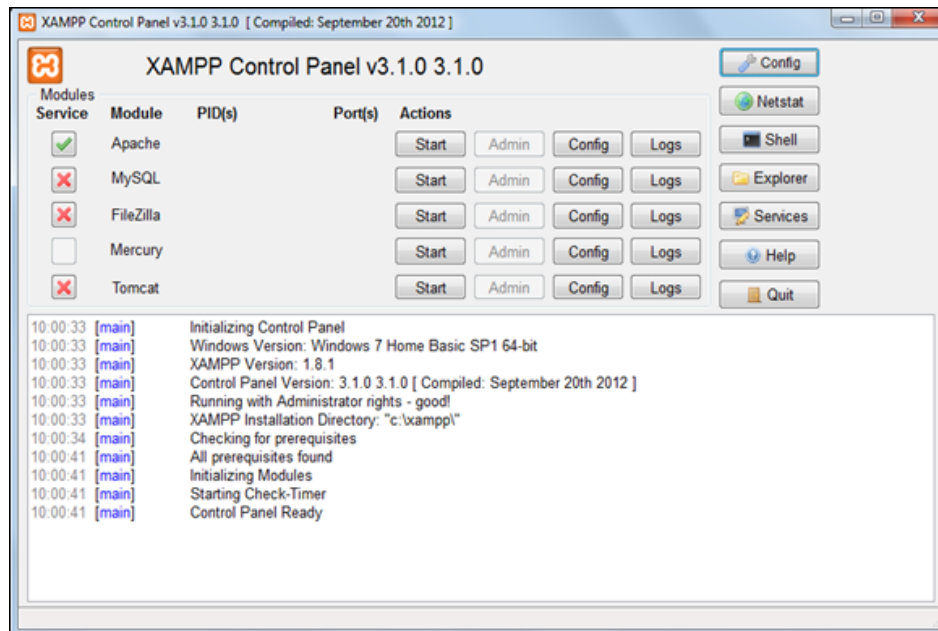 XAMPP Control Panel v3.1.0 3.1.0 [ Compiled: September 20th 2012 ]
XAMPP Control Panel v3.1.0 3.1.0
Config
Modules
Service Module PID(s) Port(s) Actions
Netstat
Apache Start Admin Config Logs
Shell
MySQL Start Admin Config Logs
Explorer
FileZilla Start Admin Config Logs
Services
Mercury Start Admin Config Logs
Help
Tomcat Start Admin Config Logs
Quit
10:00:33 [main] Initializing Control Panel
10:00:33 [main] Windows Version: Windows 7 Home Basic SP1 64-bit
10:00:33 [main] XAMPP Version: 1.8.1
10:00:33 [main] Control Panel Version: 3.1.0 3.1.0 [ Compiled: September 20th 2012 ]
10:00:33 [main] Running with Administrator rights - good!
10:00:33 [main] XAMPP Installation Directory: "c:\xampp\"
10:00:34 [main] Checking for prerequisites
10:00:41 [main] All prerequisites found
10:00:41 [main] Initializing Modules
10:00:41 [main] Starting Check-Timer
10:00:41 [main] Control Panel Ready